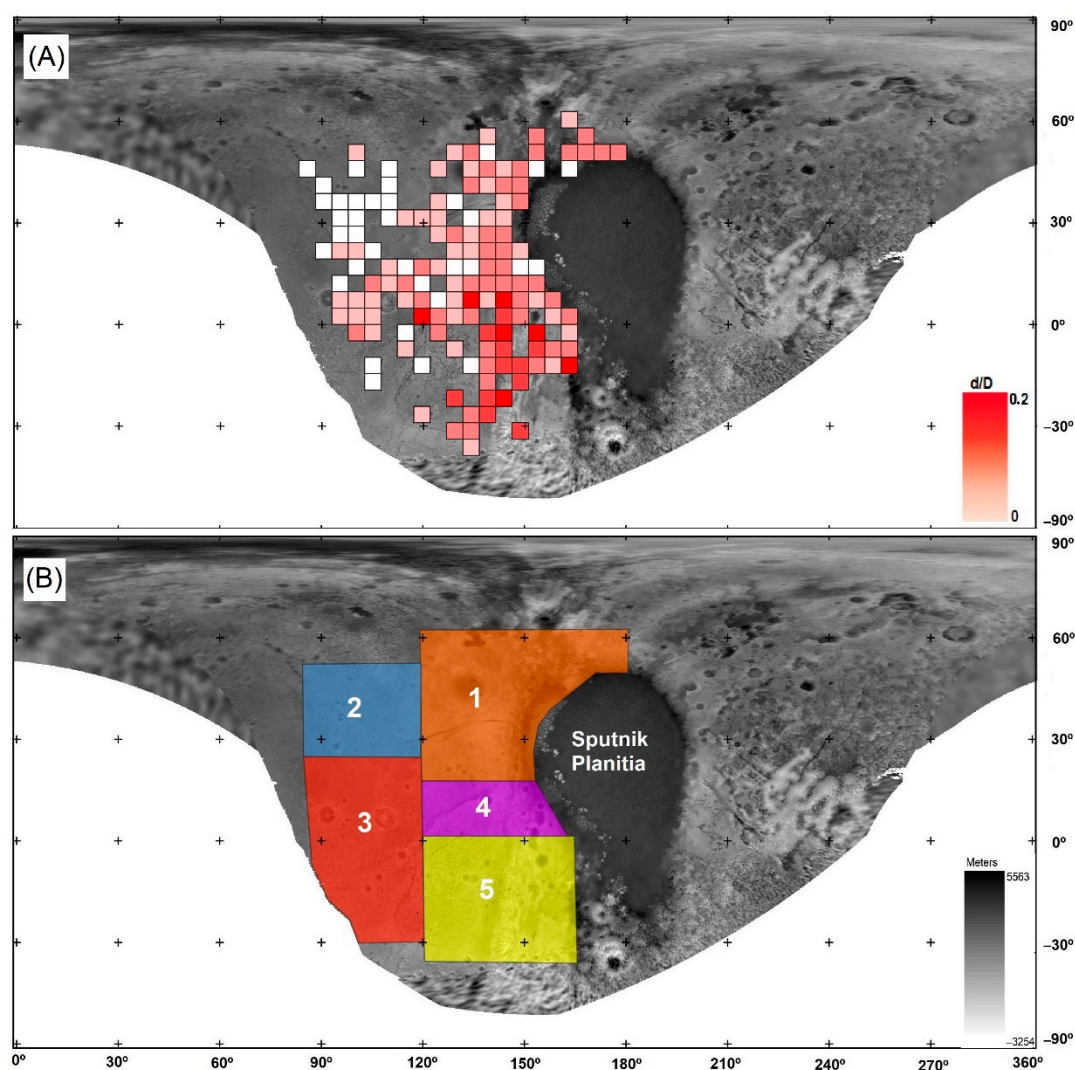 (A)
90º
60º
30º
0º
−30º
−90º
d/D
0.2
0
(B)
90º
60º
30º
0º
−30º
−90º
1
2
3
4
5
Sputnik
Planitia
Meters
5563
−3254
0º 30º 60º 90º 120º 150º 180º 210º 240º 270º 300º 360º